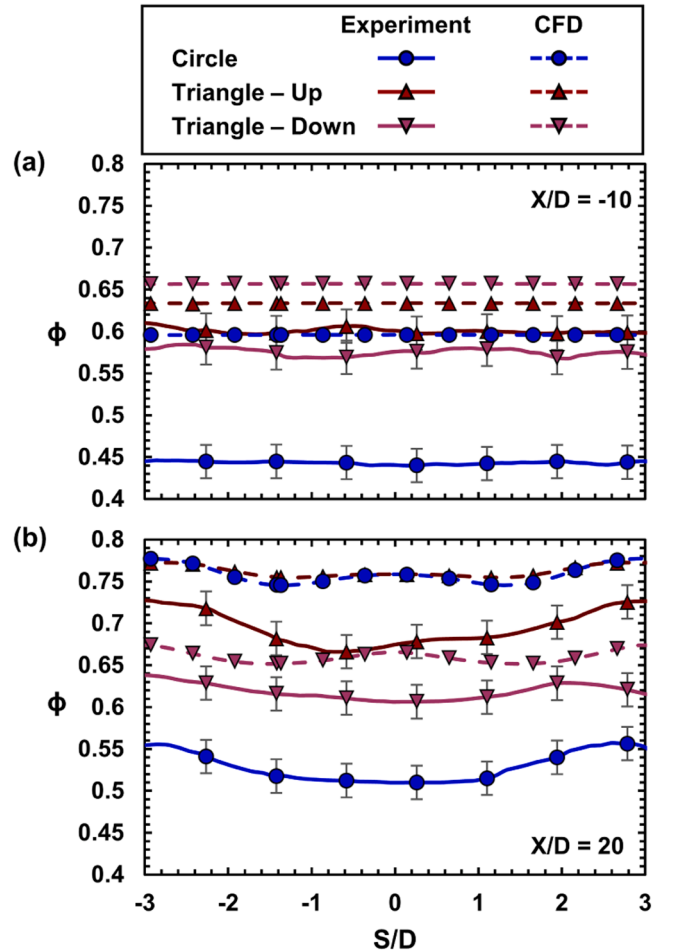 Experiment CFD
Circle
Triangle – Up
Triangle – Down
(a)
0.8
X/D = -10
0.75
0.7
0.65
ϕ 0.6
0.55
0.5
0.45
0.4
(b)
0.8
0.75
0.7
0.65
ϕ
0.6
0.55
0.5
0.45
X/D = 20
0.4
-3 -2 -1 0 1 2 3
S/D